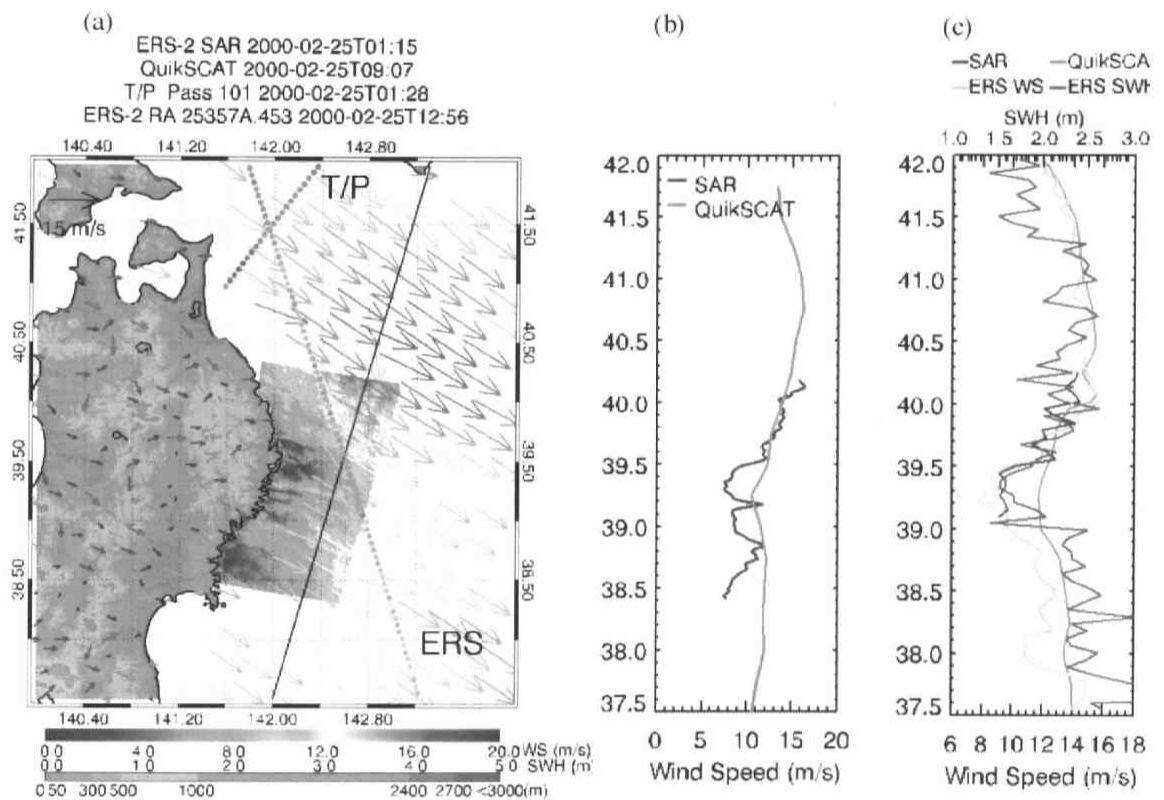 (a)
ERS-2 SAR 2000-02-25T01:15
QuikSCAT 2000-02-25T09:07
T/P Pass 101 2000-02-25T01:28
ERS-2 RA 25357A.453 2000-02-25T12:56
140.40 141.20 142.00 142.80
T/P
41.50
41.50
15 m/s
40.50
40.50
39.50
39.50
38.50
38.50
ERS
140.40 141.20 142.00 142.80
0.0 4.0 8.0 12.0 16.0 20.0 WS (m/s)
0.0 1.0 2.0 3.0 4.0 5.0 SWH (m
0 50 300 500 1000 2400 2700 <3000(m)
(b)
42.0
SAR
QuikSCAT
41.5
41.0
40.5
40.0
39.5
39.0
38.5
38.0
37.5
0 5 10 15 20
Wind Speed (m/s)
(c)
SAR QuikSCA
ERS WS ERS SWH
SWH (m)
1.0 1.5 2.0 2.5 3.0
42.0
41.5
41.0
40.5
40.0
39.5
39.0
38.5
38.0
37.5
6 8 10 12 14 16 18
Wind Speed (m/s)